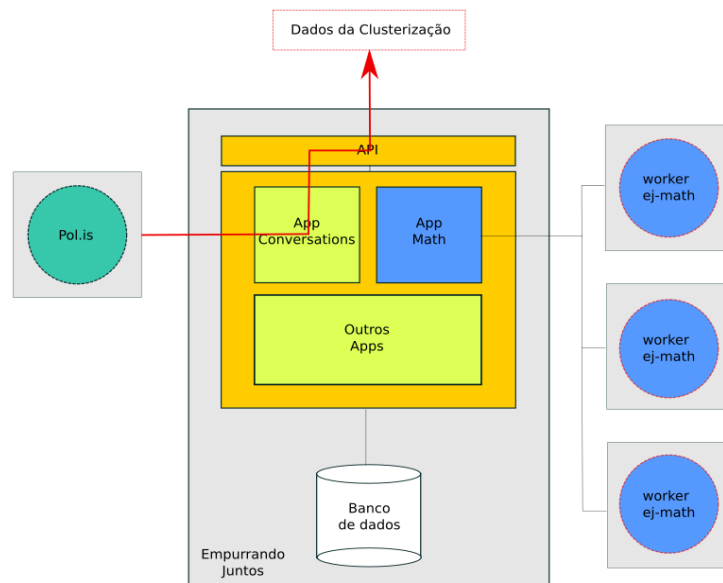 Dados da Clusterização
API
Pol.is
App
Conversations
App
Math
Outros
Apps
worker
ej-math
worker
ej-math
worker
ej-math
Banco
de dados
Empurrando
Juntos